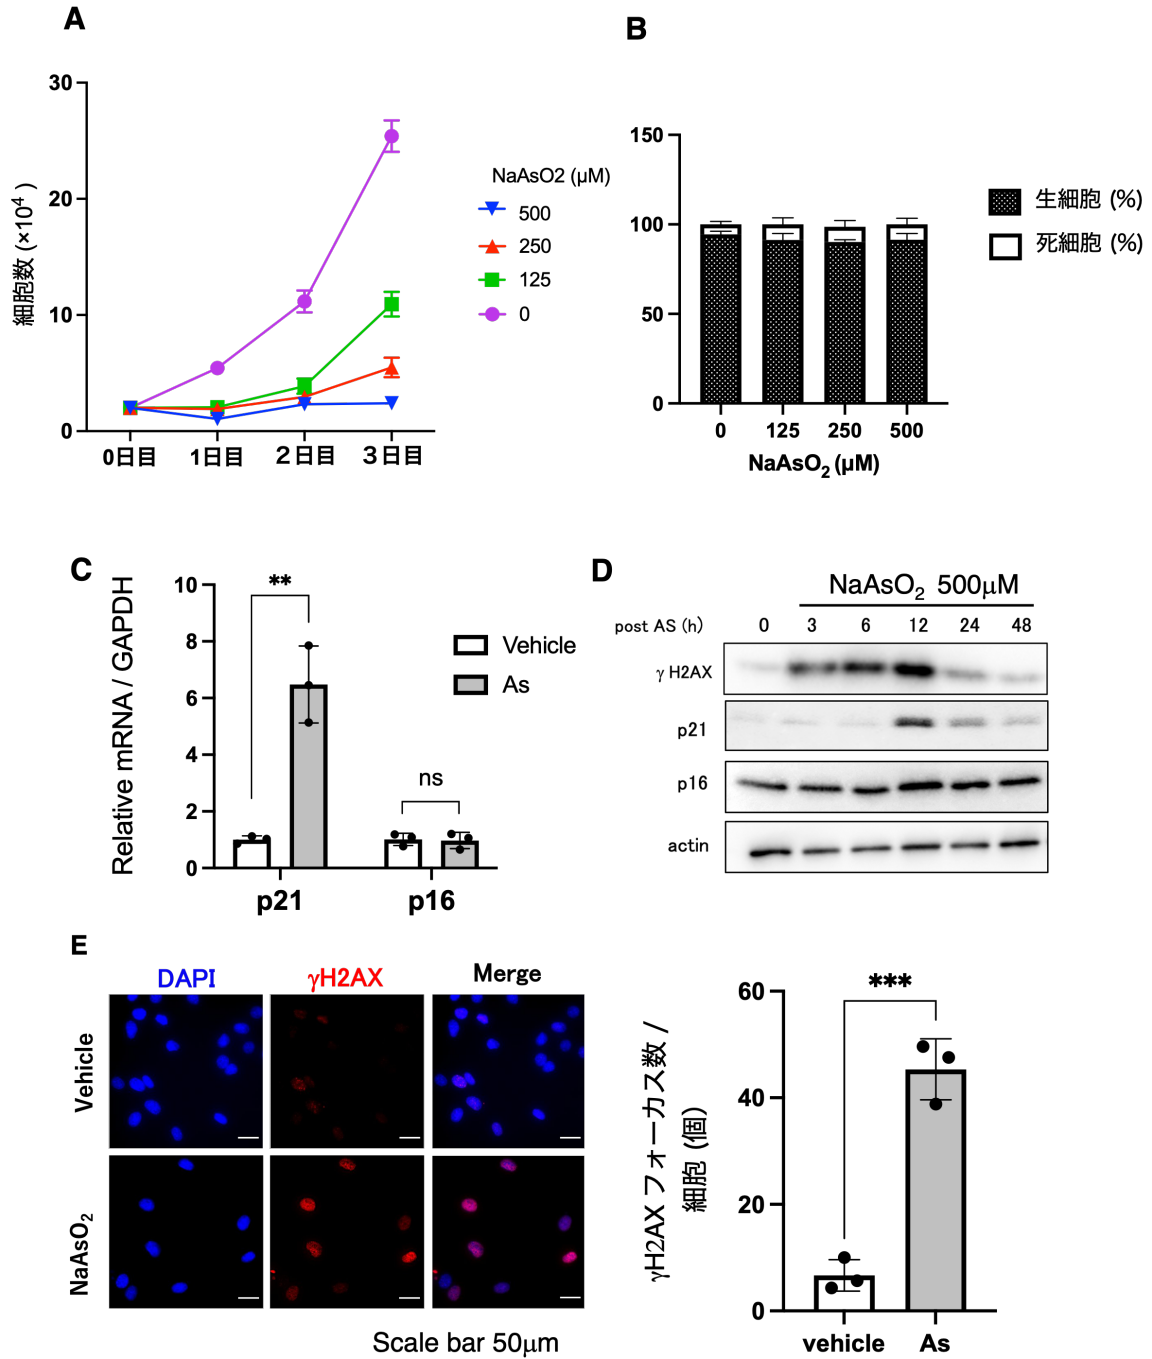 A
30
20
10
0
細胞数 (×10⁴ )
0日目 1日目 2日目 3日目
NaAsO2 (μM)
500
250
125
0
B
150
100
50
0
0 125 250 500
NaAsO₂ (μM)
生細胞 (%)
死細胞 (%)
C
Relative mRNA / GAPDH
10
8
6
4
2
0
**
ns
p21 p16
Vehicle
As
D
NaAsO₂ 500μM
post AS (h) 0 3 6 12 24 48
γH2AX
p21
p16
actin
E
DAPI γH2AX Merge
Vehicle
NaAsO₂
Scale bar 50μm
γH2AX フォーカス数 /
細胞 (個)
60
40
20
0
***
vehicle As